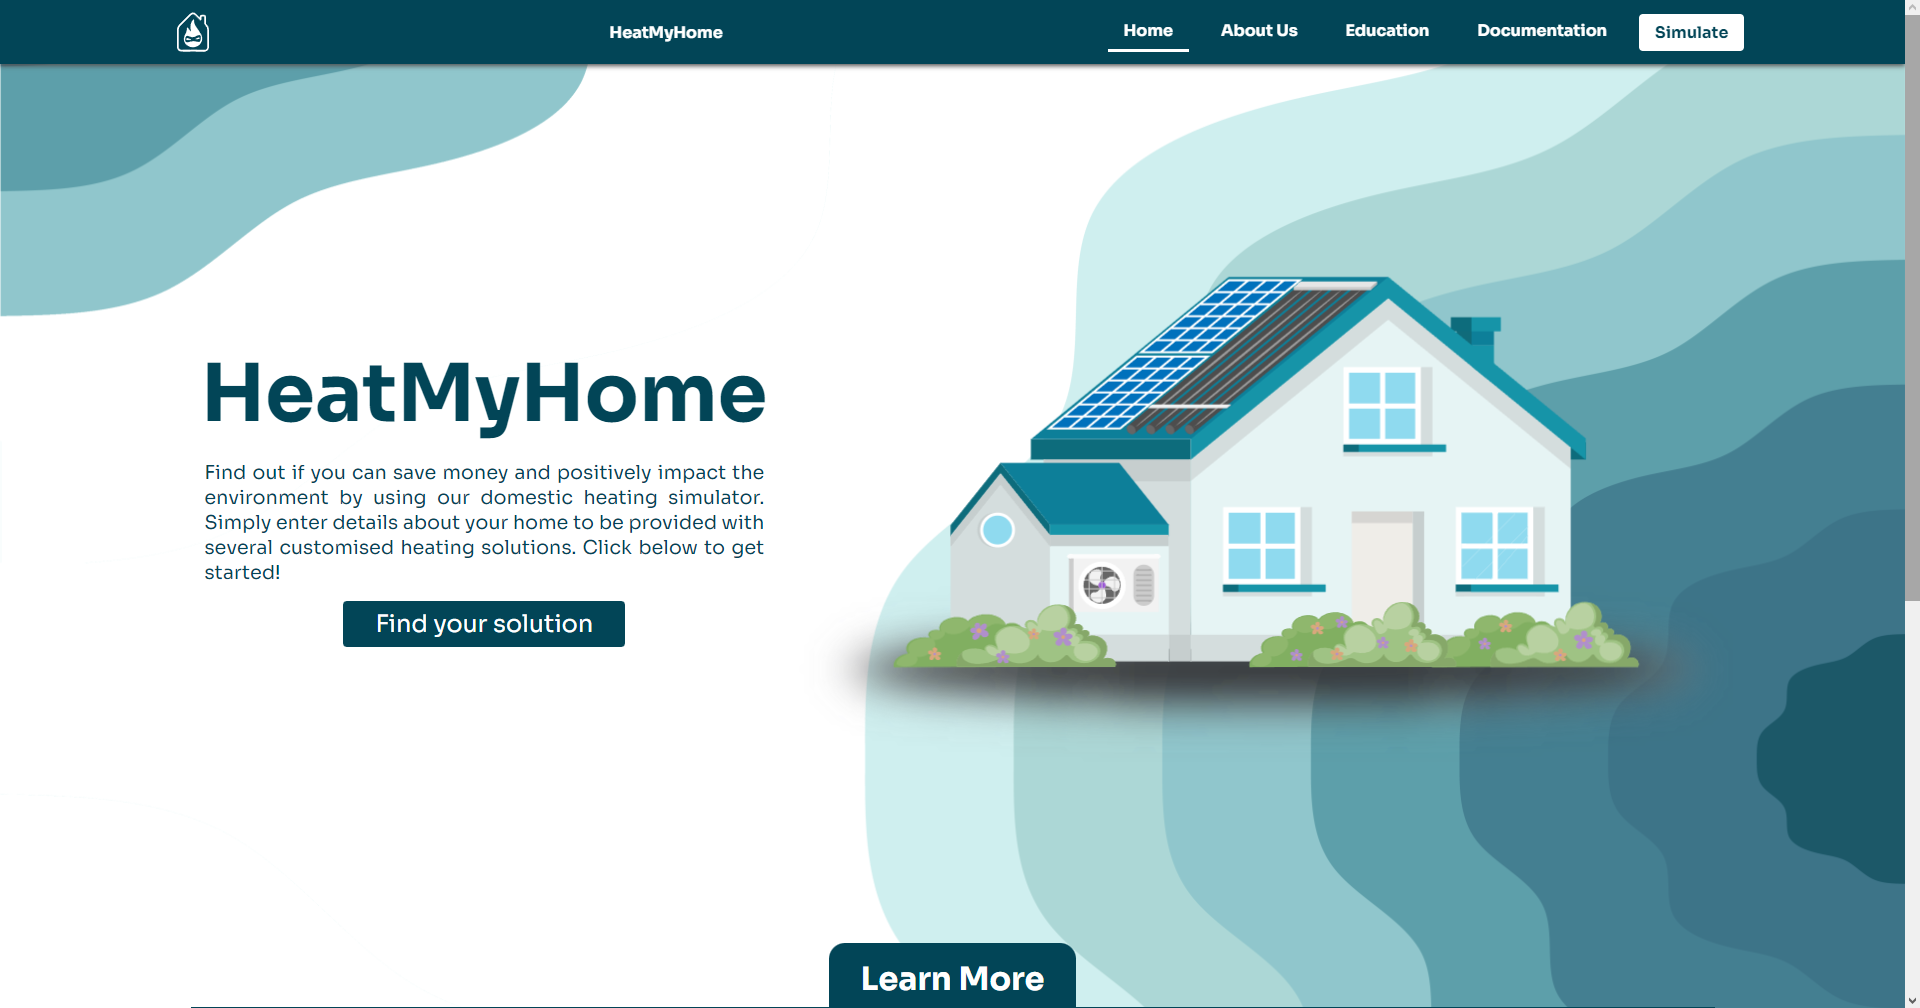 HeatMyHome
Home
About Us
Education
Documentation
Simulate
HeatMyHome
Find out if you can save money and positively impact the
environment by using our domestic heating simulator.
Simply enter details about your home to be provided with
several customised heating solutions. Click below to get
started!
Find your solution
Learn More